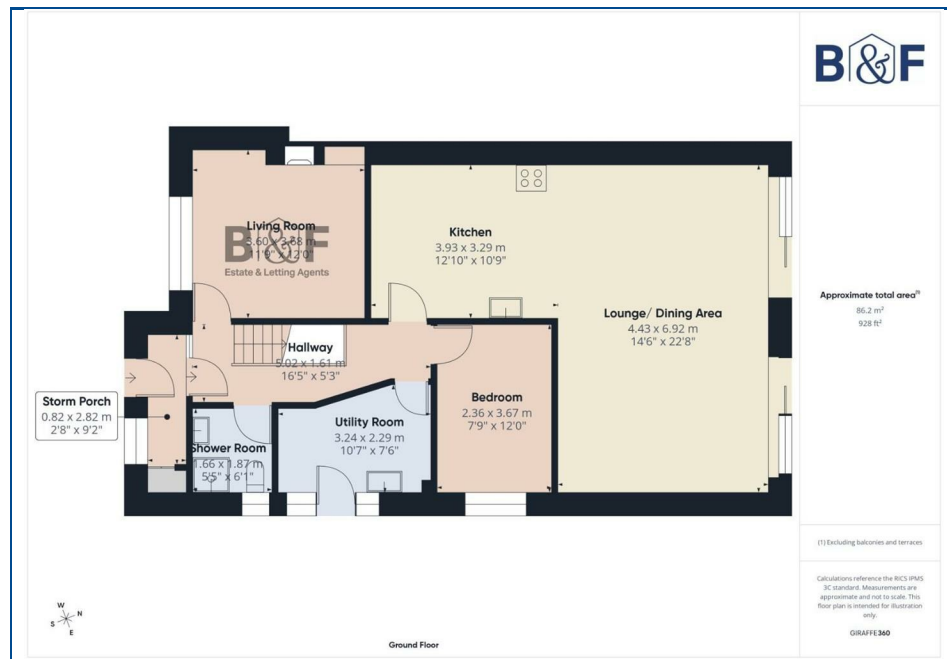 B&F
Living Room
3.60 x 3.68 m
11'9" x 12'0"
B&F
Estate & Letting Agents
Kitchen
3.93 x 3.29 m
12'10" x 10'9"
Lounge/ Dining Area
4.43 x 6.92 m
14'6" x 22'8"
Hallway
5.02 x 1.61 m
16'5" x 5'3"
Storm Porch
0.82 x 2.82 m
2'8" x 9'2"
Bedroom
2.36 x 3.67 m
7'9" x 12'0"
Utility Room
3.24 x 2.29 m
10'7" x 7'6"
Shower Room
1.66 x 1.87 m
5'5" x 6'1"
Approximate total area(1)
86.2 m²
928 ft²
(1) Excluding balconies and terraces
Calculations reference the RICS IPMS
3C standard. Measurements are
approximate and not to scale. This
floor plan is intended for illustration
only.
GIRAFFE360
W
N
S
E
Ground Floor